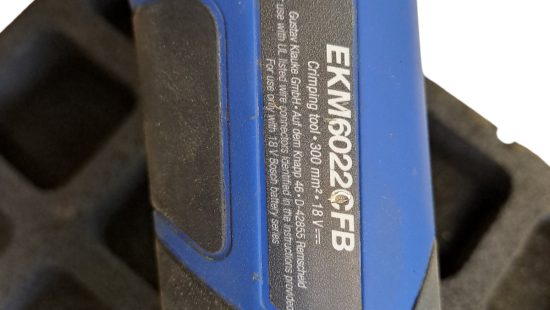 EKM6022CFB
Crimping tool • 300 mm² • 18 V ⎓
Gustav Klauke GmbH • Auf dem Knapp 46 • D-42855 Remscheid
use with UL listed wire connectors identified in the instructions provided
For use only with 18 V Bosch battery series